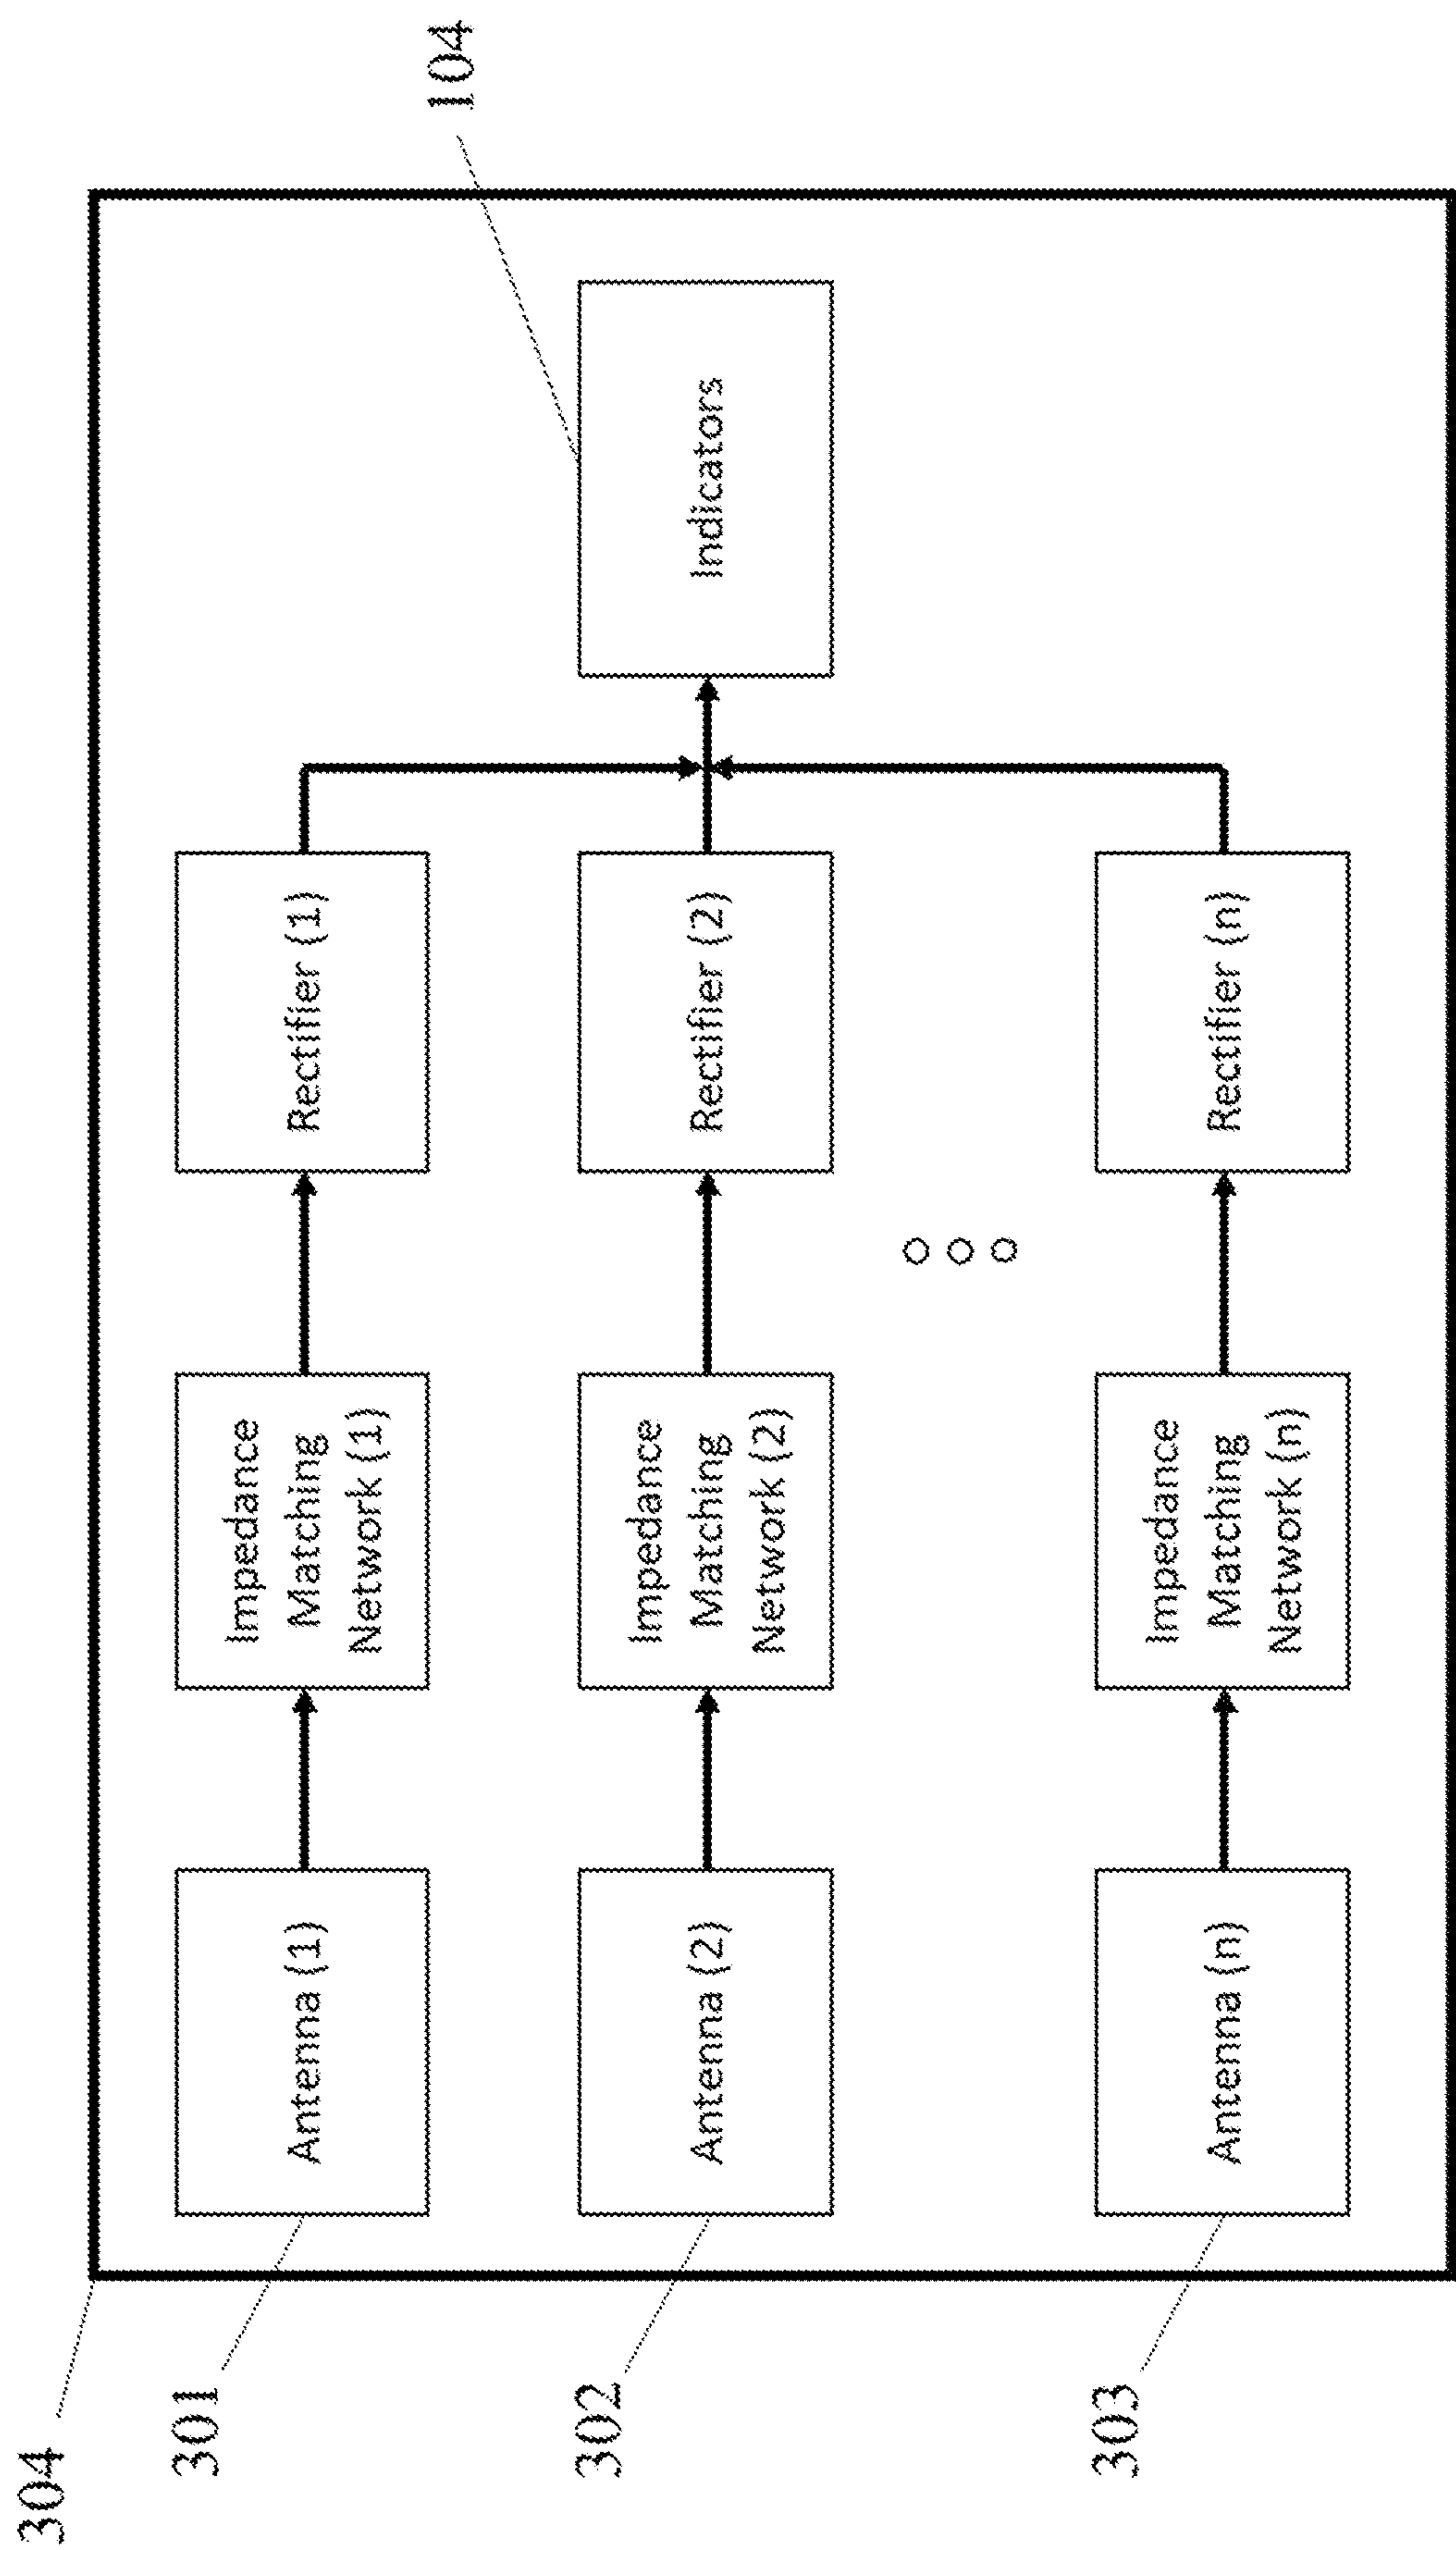 304
301
Antenna (1)
Impedance
Matching
Network (1)
Rectifier (1)
104
302
Antenna (2)
Impedance
Matching
Network (2)
Rectifier (2)
Indicators
303
Antenna (n)
Impedance
Matching
Network (n)
Rectifier (n)